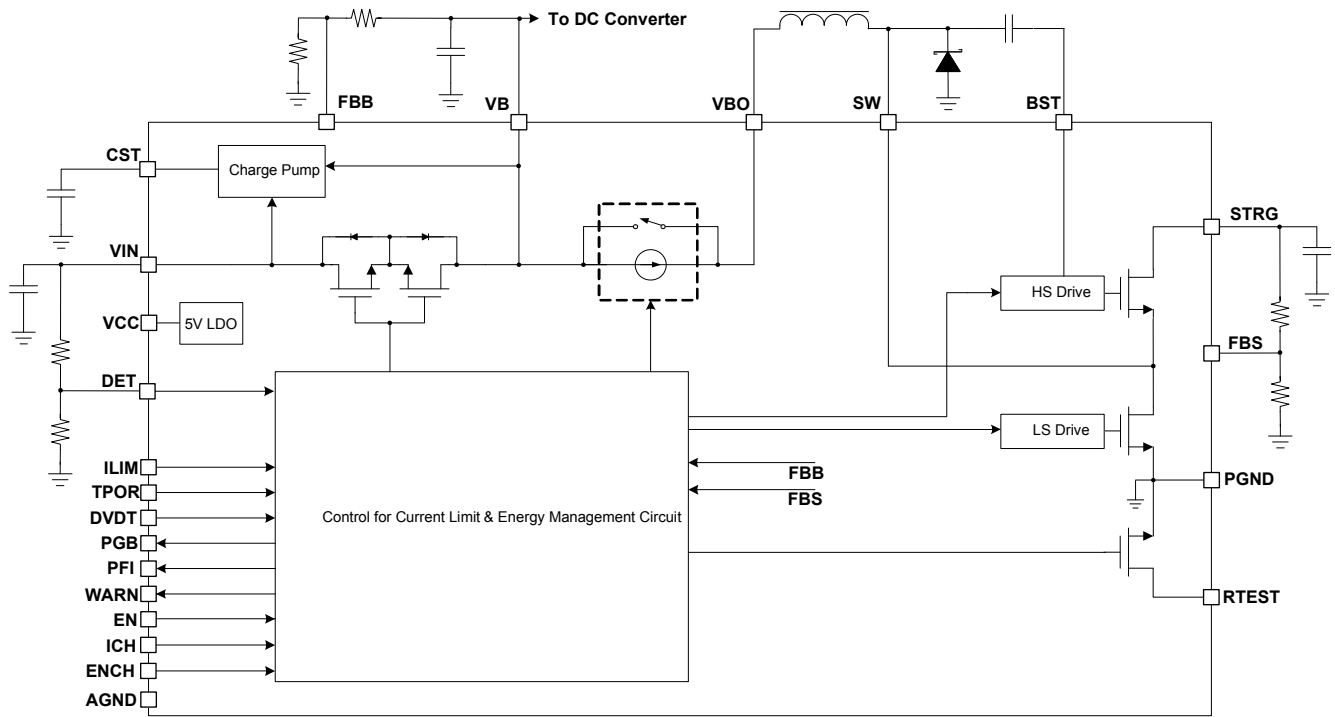 To DC Converter
FBB
VB
VBO
SW
BST
CST
Charge Pump
STRG
VIN
HS Drive
VCC
5V LDO
FBS
DET
LS Drive
ILIM
FBB
TPOR
PGND
FBS
DVDT
Control for Current Limit & Energy Management Circuit
PGB
PFI
WARN
RTEST
EN
ICH
ENCH
AGND